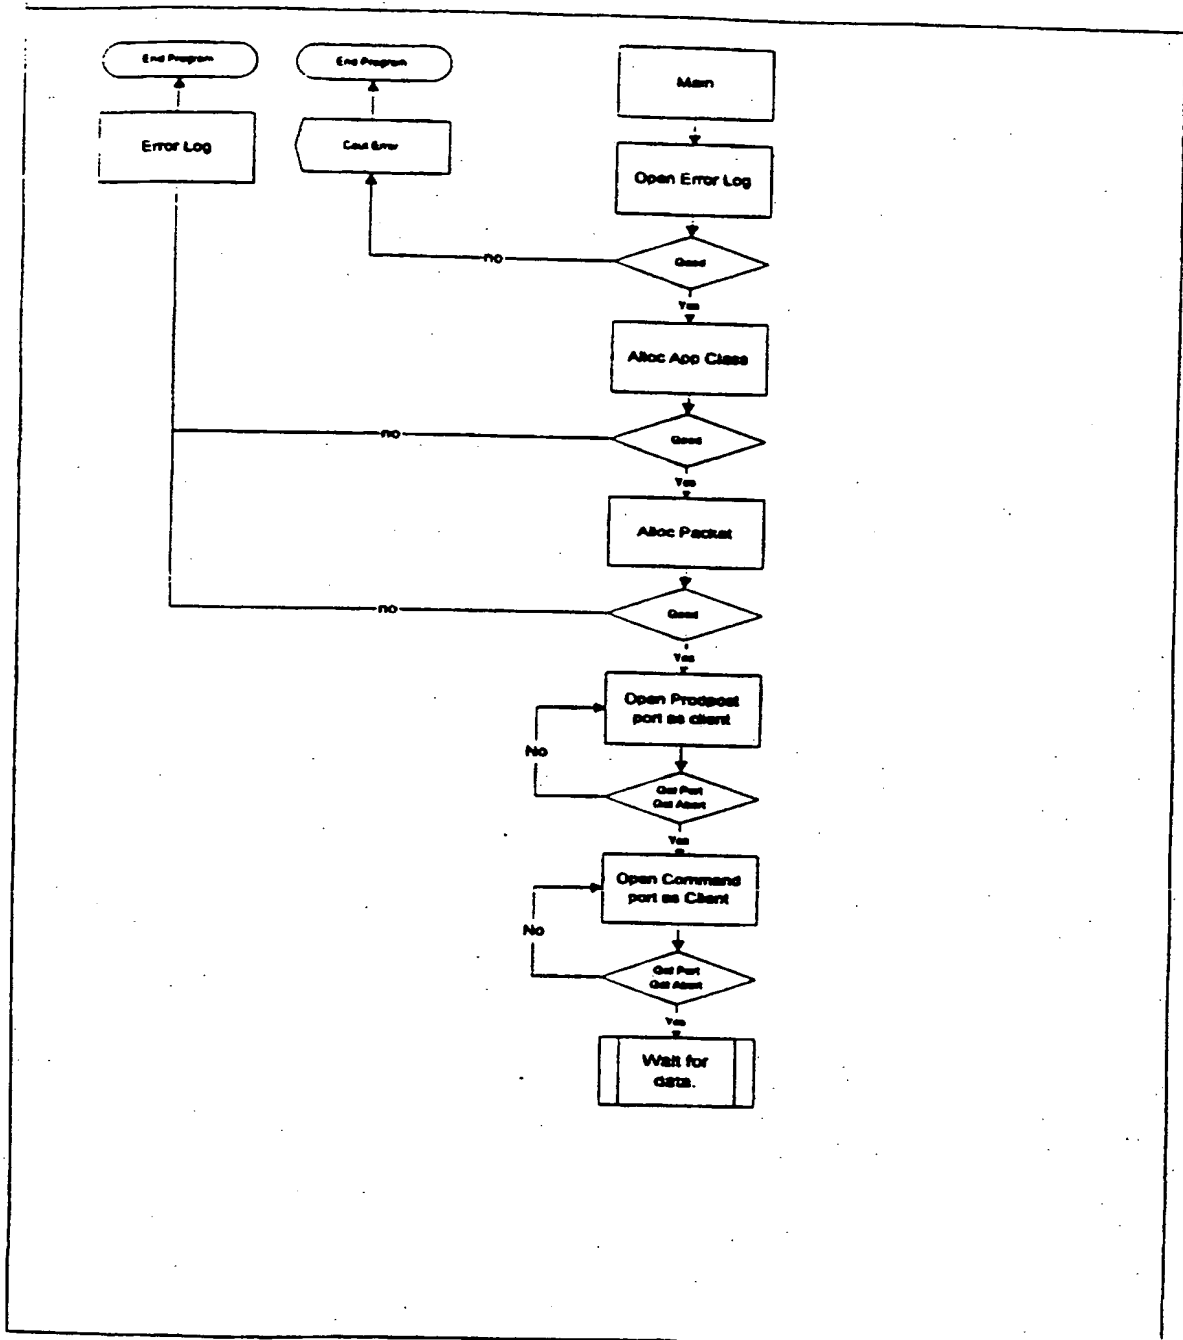 End Program
End Program
Main
Error Log
Cout Error
Open Error Log
no
Good
Yes
Alloc App Class
no
Good
Yes
Alloc Packet
no
Good
Yes
Open Prodpost
port as client
No
Got Port
Got Abort
Yes
Open Command
port as Client
No
Got Port
Got Abort
Yes
Wait for
data.